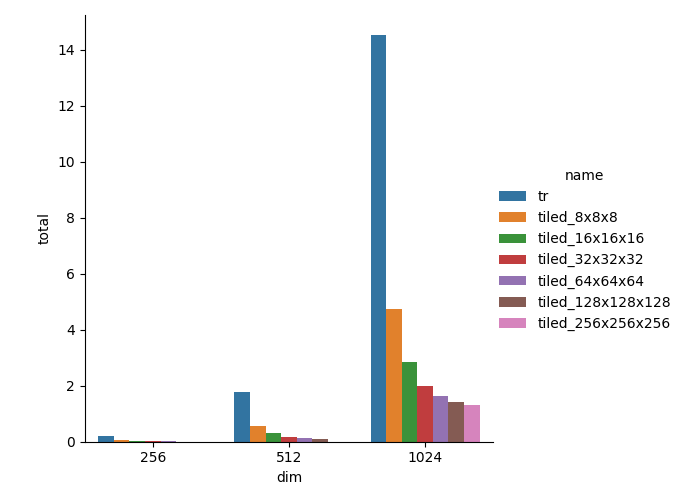 14
12
10
8
6
4
2
0
total
256
512
1024
dim
name
tr
tiled_8x8x8
tiled_16x16x16
tiled_32x32x32
tiled_64x64x64
tiled_128x128x128
tiled_256x256x256